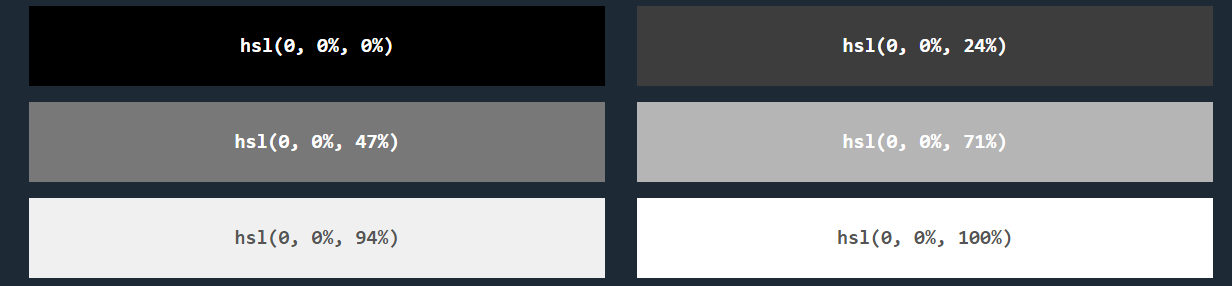 hsl(0, 0%, 0%)
hsl(0, 0%, 24%)
hsl(0, 0%, 47%)
hsl(0, 0%, 71%)
hsl(0, 0%, 94%)
hsl(0, 0%, 100%)